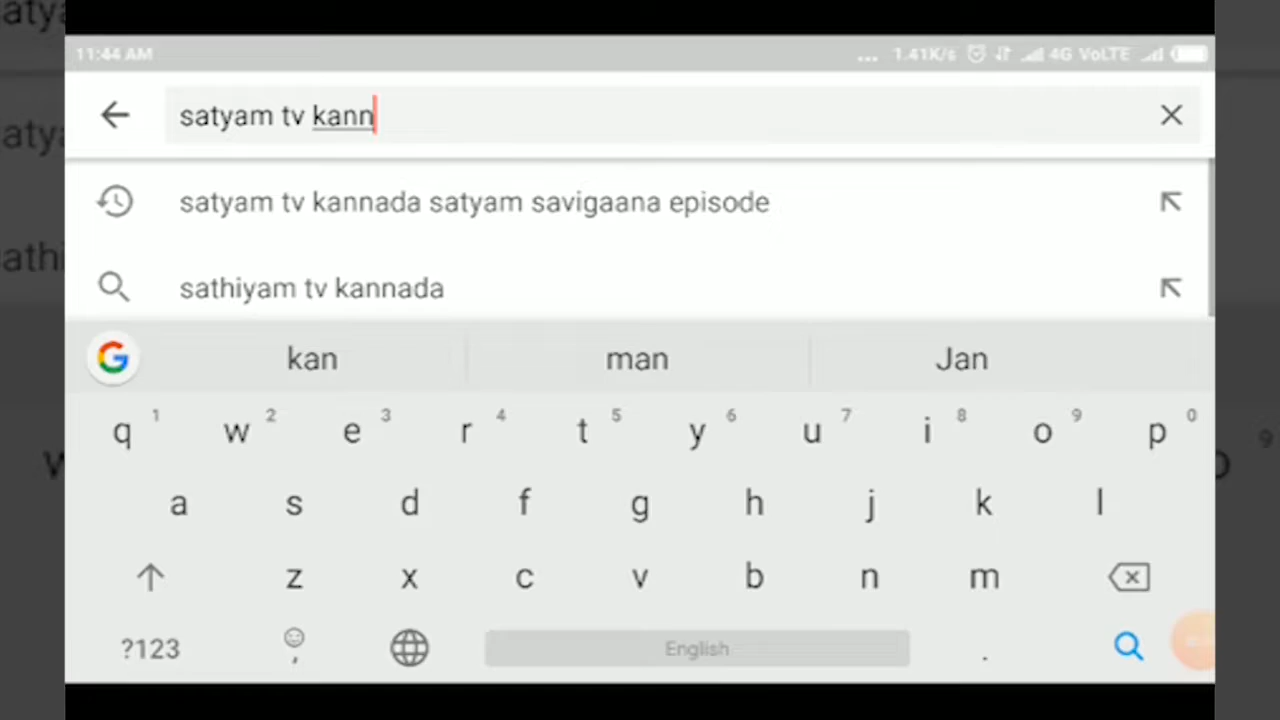 11:44 AM ... 1.41K/s 4G VoLTE
satyam tv kann
satyam tv kannada satyam savigaana episode
sathiyam tv kannada
kan man Jan
q 1 w 2 e 3 r 4 t 5 y 6 u 7 i 8 o 9 p 0
a s d f g h j k l
z x c v b n m
?123 , English .